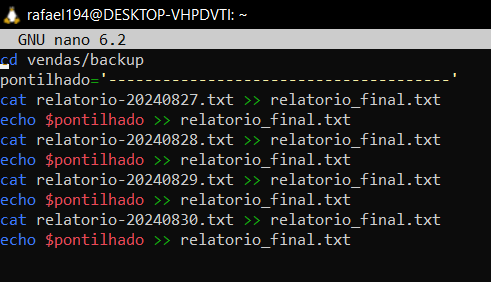 rafael194@DESKTOP-VHPDVTI: ~
GNU nano 6.2
cd vendas/backup
pontilhado='--------------------------------------'
cat relatorio-20240827.txt >> relatorio_final.txt
echo $pontilhado >> relatorio_final.txt
cat relatorio-20240828.txt >> relatorio_final.txt
echo $pontilhado >> relatorio_final.txt
cat relatorio-20240829.txt >> relatorio_final.txt
echo $pontilhado >> relatorio_final.txt
cat relatorio-20240830.txt >> relatorio_final.txt
echo $pontilhado >> relatorio_final.txt